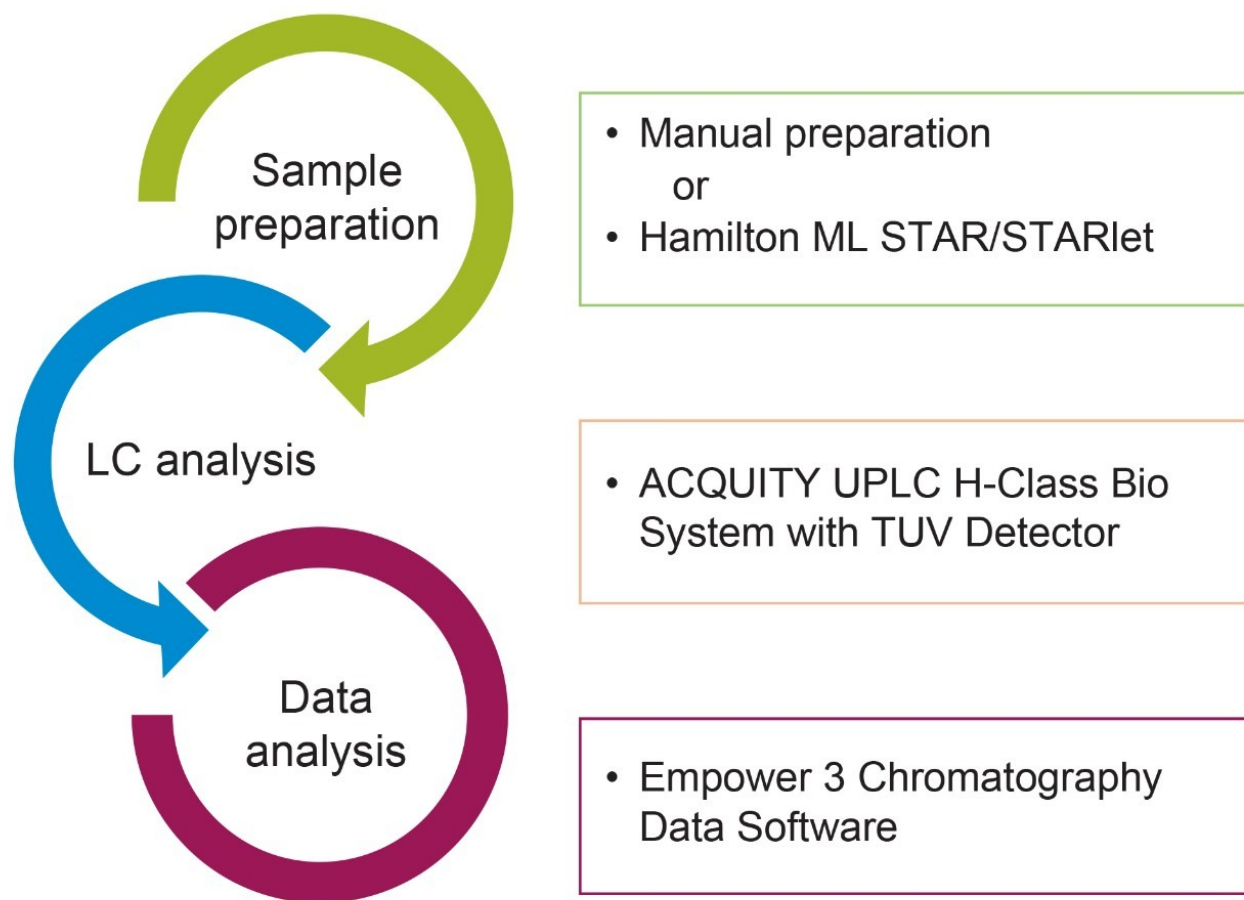 Sample
preparation
• Manual preparation
or
• Hamilton ML STAR/STARlet
LC analysis
• ACQUITY UPLC H-Class Bio
System with TUV Detector
Data
analysis
• Empower 3 Chromatography
Data Software